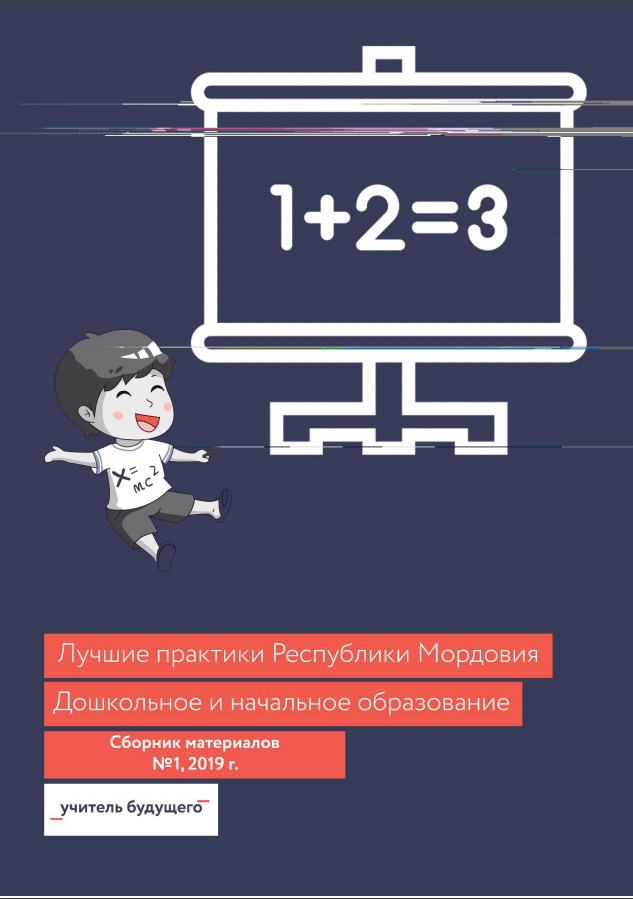 1+2=3
X=
MC2
Лучшие практики Республики Мордовия
Дошкольное и начальное образование
Сборник материалов
№1, 2019 г.
учитель будущего